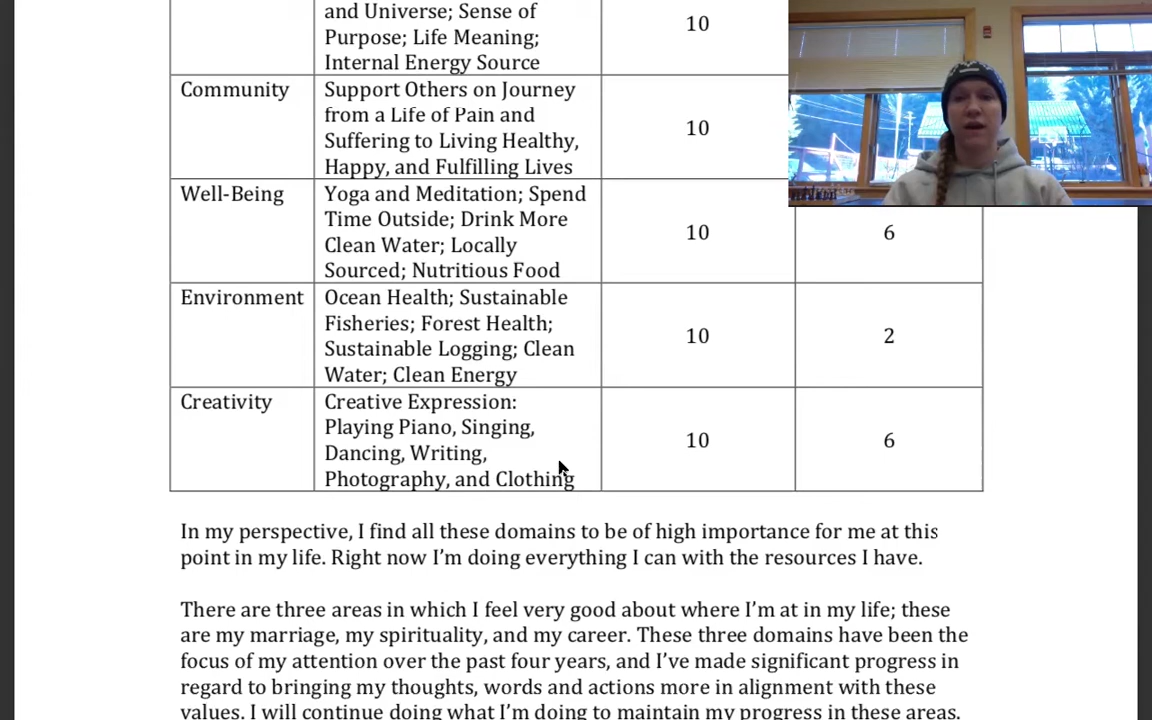 and Universe; Sense of
Purpose; Life Meaning;
Internal Energy Source
10
Community
Support Others on Journey
from a Life of Pain and
Suffering to Living Healthy,
Happy, and Fulfilling Lives
10
Well-Being
Yoga and Meditation; Spend
Time Outside; Drink More
Clean Water; Locally
Sourced; Nutritious Food
10
6
Environment
Ocean Health; Sustainable
Fisheries; Forest Health;
Sustainable Logging; Clean
Water; Clean Energy
10
2
Creativity
Creative Expression:
Playing Piano, Singing,
Dancing, Writing,
Photography, and Clothing
10
6
In my perspective, I find all these domains to be of high importance for me at this
point in my life. Right now I’m doing everything I can with the resources I have.
There are three areas in which I feel very good about where I’m at in my life; these
are my marriage, my spirituality, and my career. These three domains have been the
focus of my attention over the past four years, and I’ve made significant progress in
regard to bringing my thoughts, words and actions more in alignment with these
values. I will continue doing what I’m doing to maintain my progress in these areas.